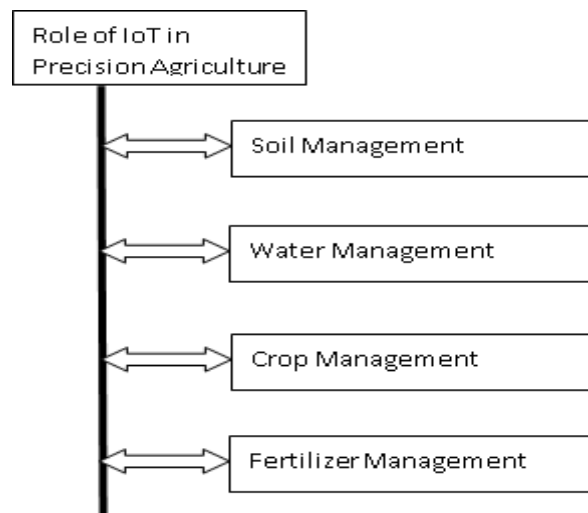 Role of IoT in
Precision Agriculture
Soil Management
Water Management
Crop Management
Fertilizer Management